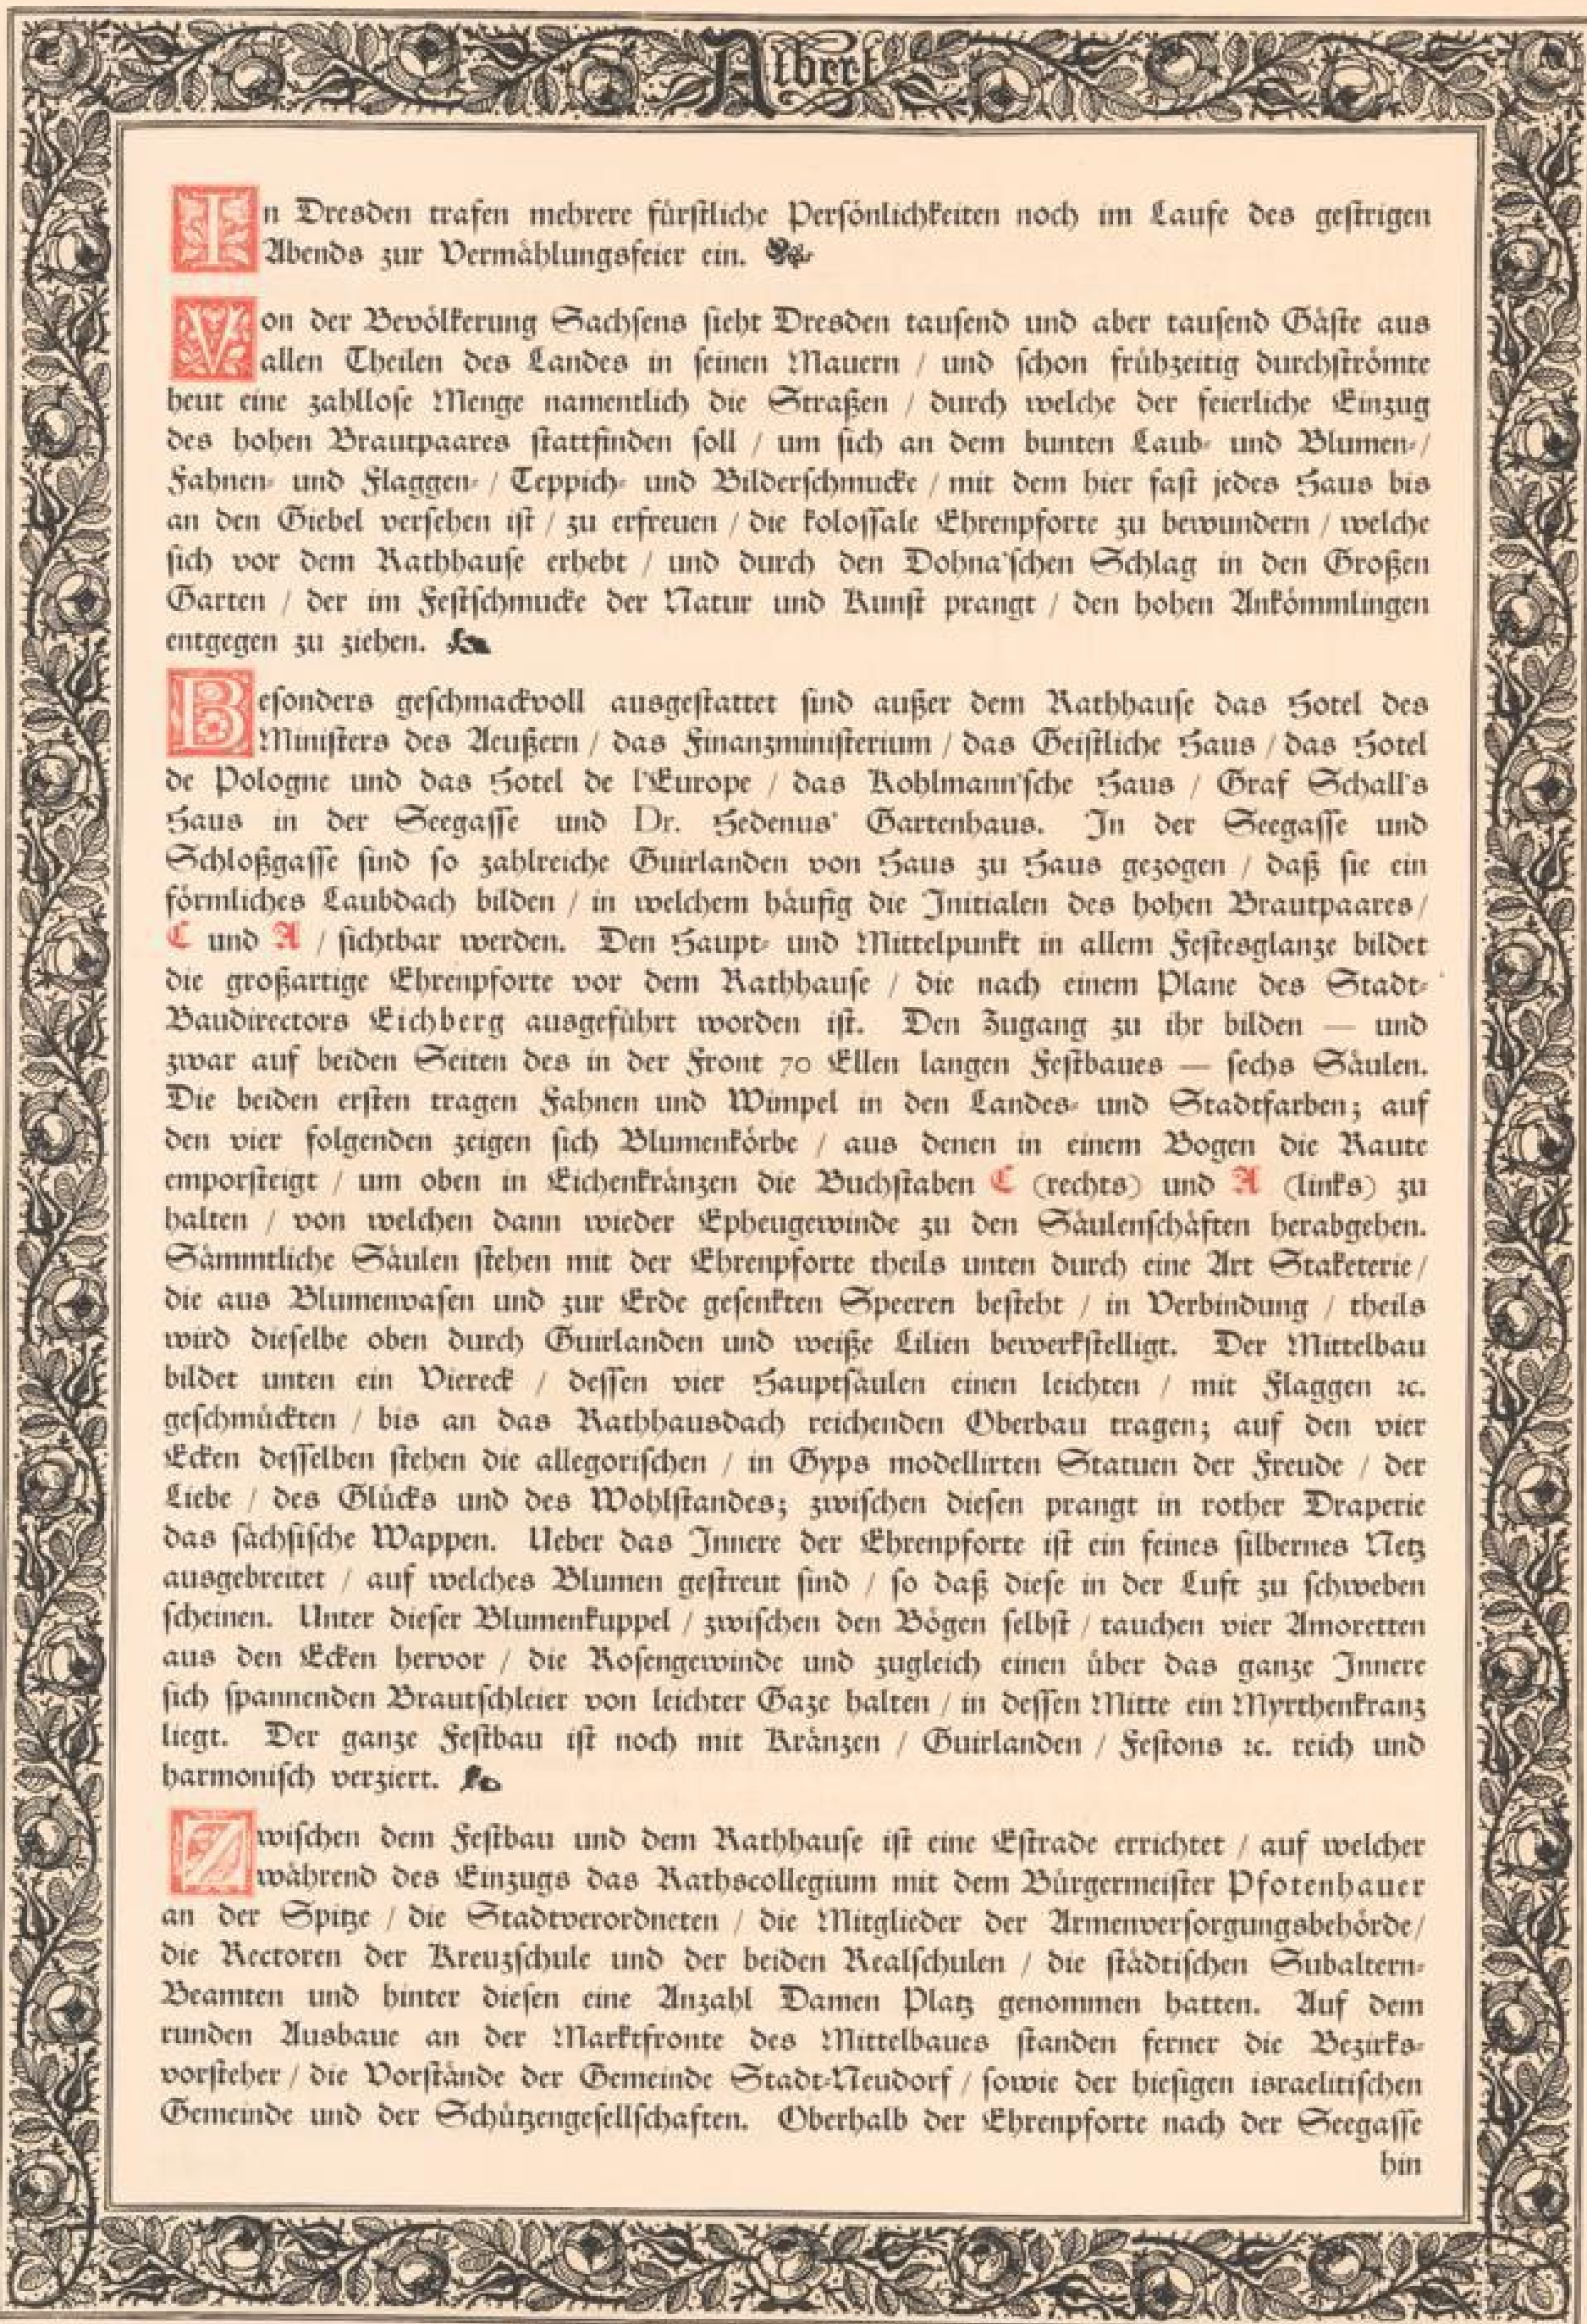 Albert
In Dresden trafen mehrere fürstliche Persönlichkeiten noch im Laufe des gestrigen
Abends zur Vermählungsfeier ein.
Von der Bevölkerung Sachsens sieht Dresden tausend und aber tausend Gäste aus
allen Theilen des Landes in seinen Mauern / und schon frühzeitig durchströmte
heut eine zahllose Menge namentlich die Straßen / durch welche der feierliche Einzug
des hohen Brautpaares stattfinden soll / um sich an dem bunten Laub- und Blumen-/
Fahnen- und Flaggen- / Teppich- und Bilderschmucke / mit dem hier fast jedes Haus bis
an den Giebel versehen ist / zu erfreuen / die kolossale Ehrenpforte zu bewundern / welche
sich vor dem Rathhause erhebt / und durch den Dohna'schen Schlag in den Großen
Garten / der im Festschmucke der Natur und Kunst prangt / den hohen Ankömmlingen
entgegen zu ziehen.
Besonders geschmackvoll ausgestattet sind außer dem Rathhause das Hotel des
Ministers des Aeußern / das Finanzministerium / das Geistliche Haus / das Hotel
de Pologne und das Hotel de l'Europe / das Kohlmann'sche Haus / Graf Schall's
Haus in der Seegasse und Dr. Hedenus' Gartenhaus. In der Seegasse und
Schloßgasse sind so zahlreiche Guirlanden von Haus zu Haus gezogen / daß sie ein
förmliches Laubdach bilden / in welchem häufig die Initialen des hohen Brautpaares/
C und A / sichtbar werden. Den Haupt- und Mittelpunkt in allem Festesglanze bildet
die großartige Ehrenpforte vor dem Rathhause / die nach einem Plane des Stadt-
Baudirectors Eichberg ausgeführt worden ist. Den Zugang zu ihr bilden — und
zwar auf beiden Seiten des in der Front 70 Ellen langen Festbaues — sechs Säulen.
Die beiden ersten tragen Fahnen und Wimpel in den Landes- und Stadtfarben; auf
den vier folgenden zeigen sich Blumenkörbe / aus denen in einem Bogen die Raute
emporsteigt / um oben in Eichenkränzen die Buchstaben C (rechts) und A (links) zu
halten / von welchen dann wieder Epheugewinde zu den Säulenschäften herabgehen.
Sämmtliche Säulen stehen mit der Ehrenpforte theils unten durch eine Art Staketerie/
die aus Blumenvasen und zur Erde gesenkten Speeren besteht / in Verbindung / theils
wird dieselbe oben durch Guirlanden und weiße Lilien bewerkstelligt. Der Mittelbau
bildet unten ein Viereck / dessen vier Hauptsäulen einen leichten / mit Flaggen ꝛc.
geschmückten / bis an das Rathhausdach reichenden Oberbau tragen; auf den vier
Ecken desselben stehen die allegorischen / in Gyps modellirten Statuen der Freude / der
Liebe / des Glücks und des Wohlstandes; zwischen diesen prangt in rother Draperie
das sächsische Wappen. Ueber das Innere der Ehrenpforte ist ein feines silbernes Netz
ausgebreitet / auf welches Blumen gestreut sind / so daß diese in der Luft zu schweben
scheinen. Unter dieser Blumenkuppel / zwischen den Bögen selbst / tauchen vier Amoretten
aus den Ecken hervor / die Rosengewinde und zugleich einen über das ganze Innere
sich spannenden Brautschleier von leichter Gaze halten / in dessen Mitte ein Myrthenkranz
liegt. Der ganze Festbau ist noch mit Kränzen / Guirlanden / Festons ꝛc. reich und
harmonisch verziert.
Zwischen dem Festbau und dem Rathhause ist eine Estrade errichtet / auf welcher
während des Einzugs das Rathscollegium mit dem Bürgermeister Pfotenhauer
an der Spitze / die Stadtverordneten / die Mitglieder der Armenversorgungsbehörde/
die Rectoren der Kreuzschule und der beiden Realschulen / die städtischen Subaltern-
Beamten und hinter diesen eine Anzahl Damen Platz genommen hatten. Auf dem
runden Ausbaue an der Marktfronte des Mittelbaues standen ferner die Bezirks-
vorsteher / die Vorstände der Gemeinde Stadt-Neudorf / sowie der hiesigen israelitischen
Gemeinde und der Schützengesellschaften. Oberhalb der Ehrenpforte nach der Seegasse
hin